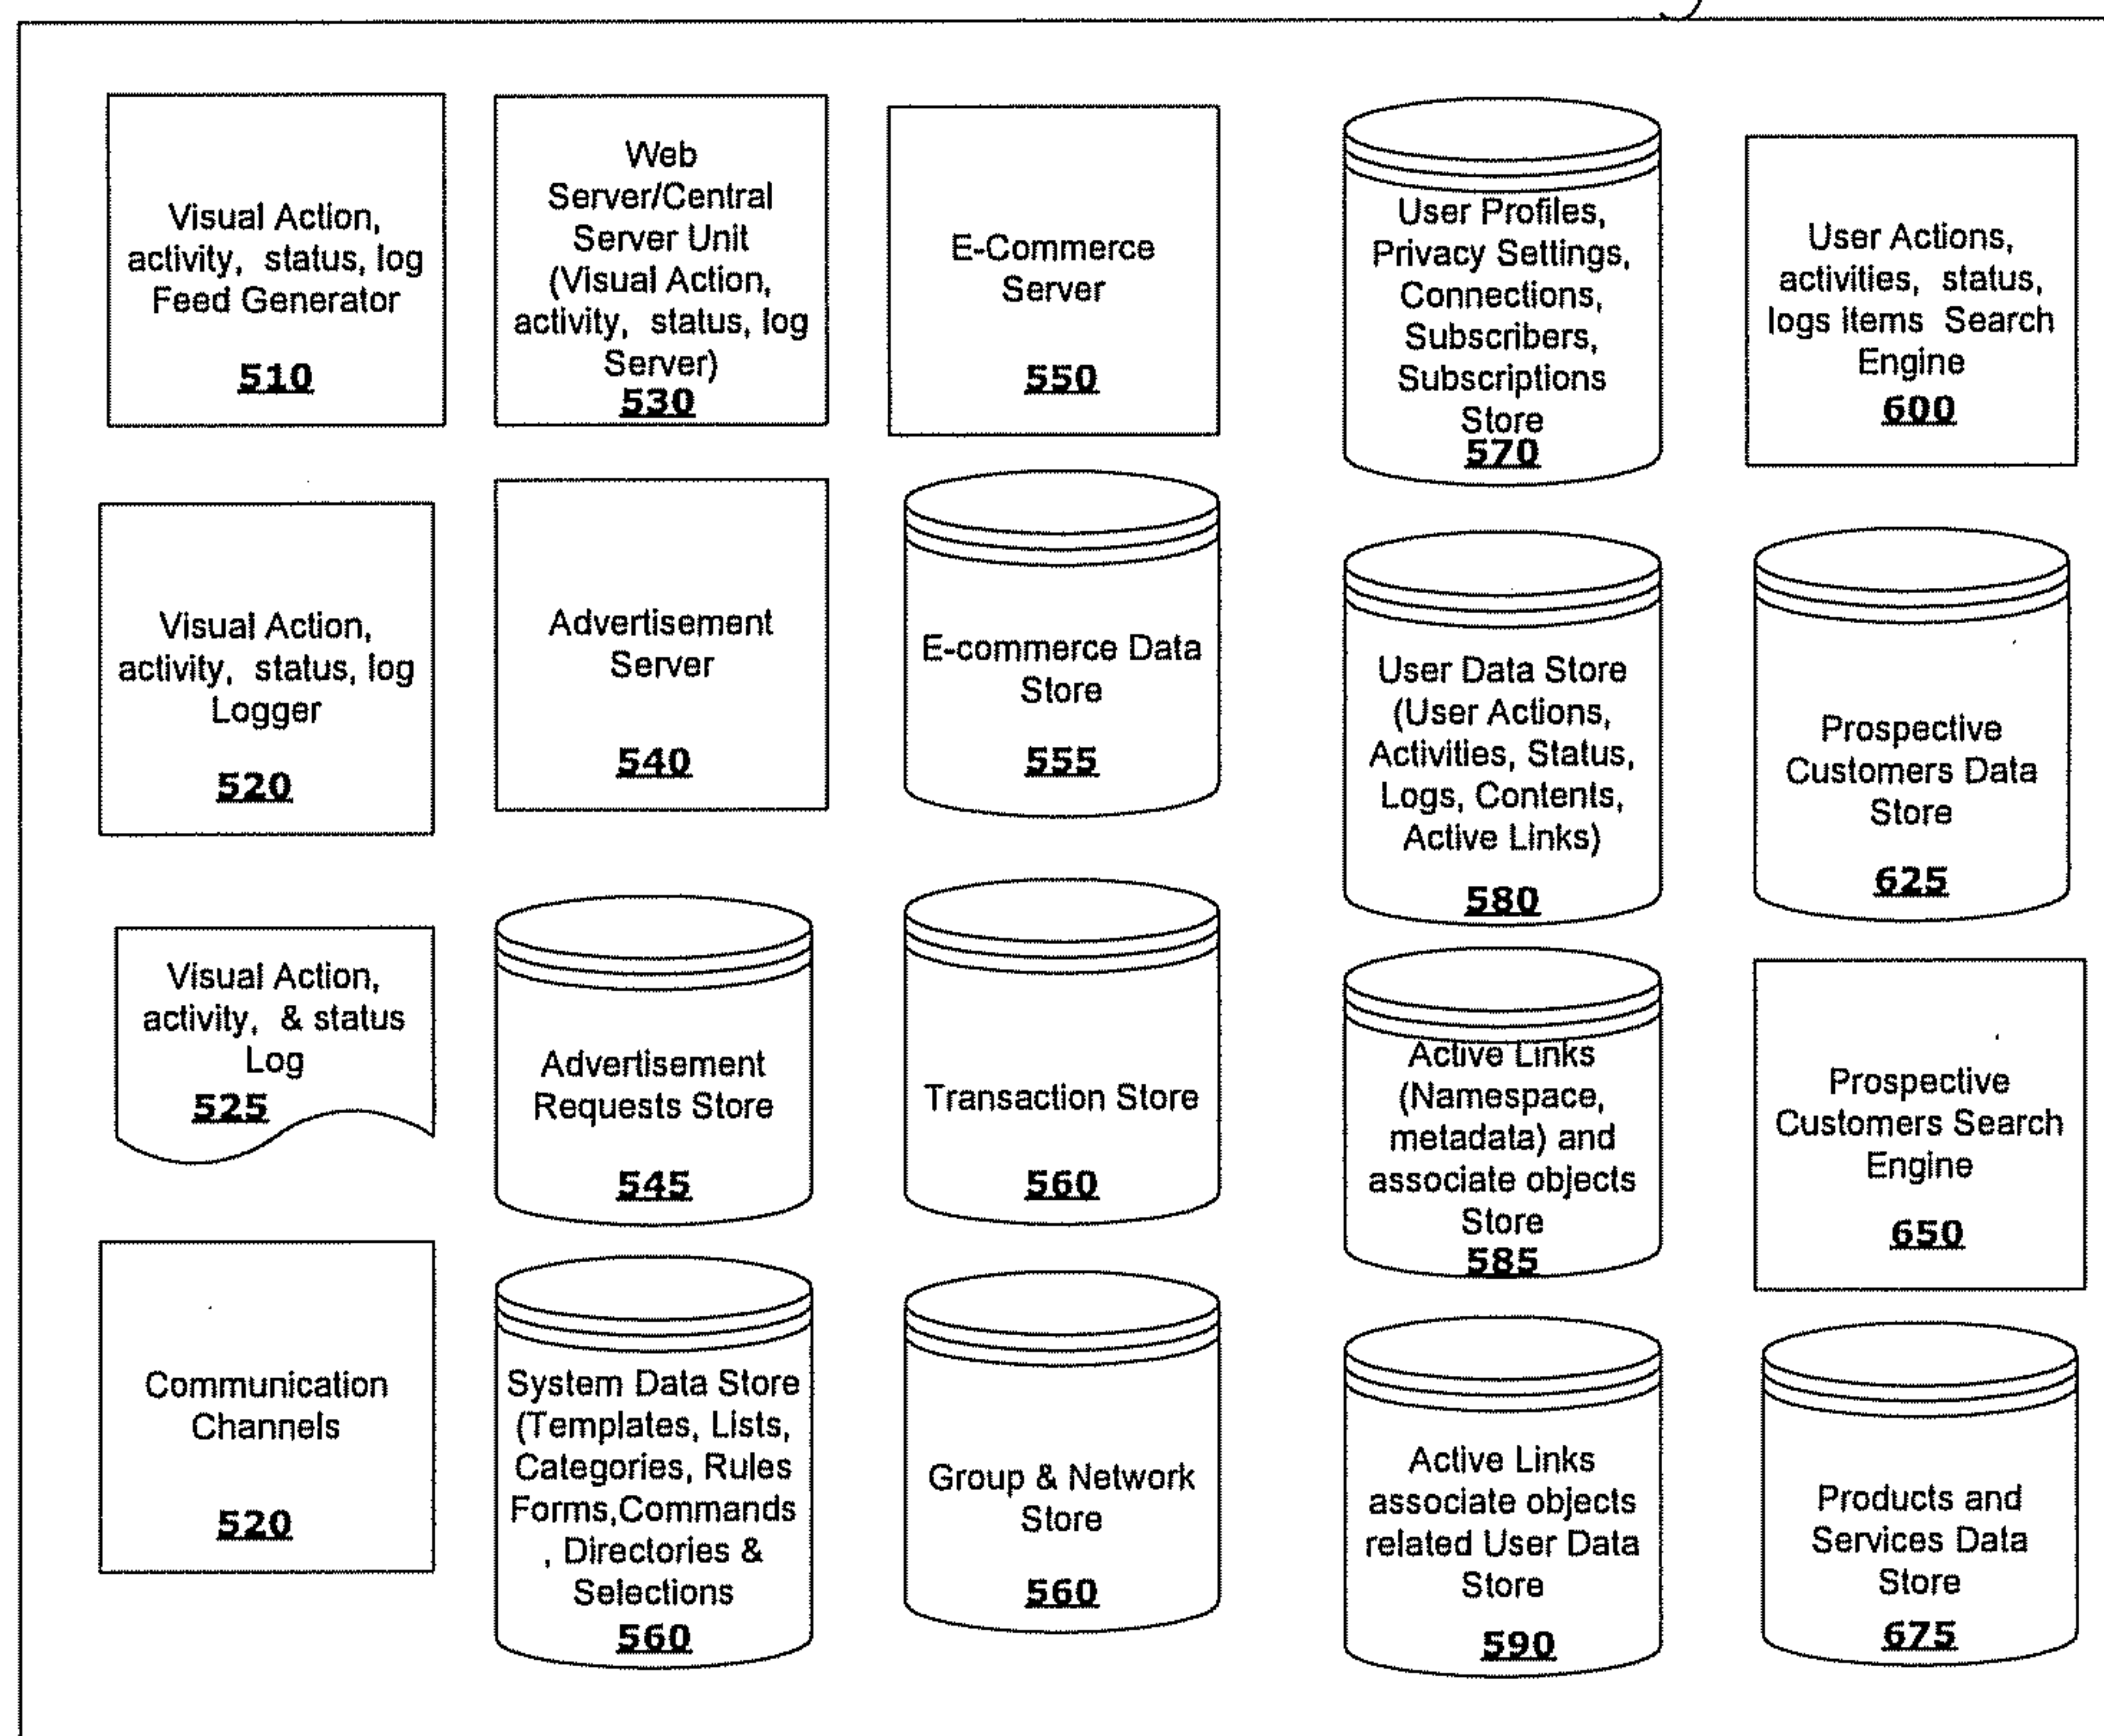 Visual Action,
activity, status, log
Feed Generator
510
Web
Server/Central
Server Unit
(Visual Action,
activity, status, log
Server)
530
E-Commerce
Server
550
User Profiles,
Privacy Settings,
Connections,
Subscribers,
Subscriptions
Store
570
User Actions,
activities, status,
logs items Search
Engine
600
Visual Action,
activity, status, log
Logger
520
Advertisement
Server
540
E-commerce Data
Store
555
User Data Store
(User Actions,
Activities, Status,
Logs, Contents,
Active Links)
580
Prospective
Customers Data
Store
625
Visual Action,
activity, & status
Log
525
Advertisement
Requests Store
545
Transaction Store
560
Active Links
(Namespace,
metadata) and
associate objects
Store
585
Prospective
Customers Search
Engine
650
Communication
Channels
520
System Data Store
(Templates, Lists,
Categories, Rules
Forms,Commands
, Directories &
Selections
560
Group & Network
Store
560
Active Links
associate objects
related User Data
Store
590
Products and
Services Data
Store
675